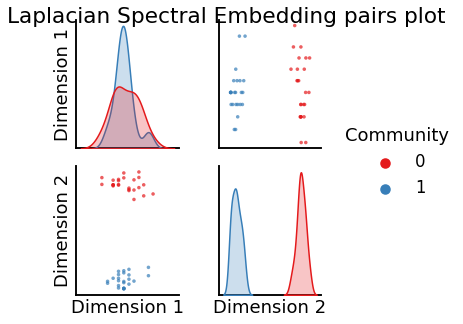 Laplacian Spectral Embedding pairs plot
Dimension 1
Community
0
1
Dimension 2
Dimension 1
Dimension 2